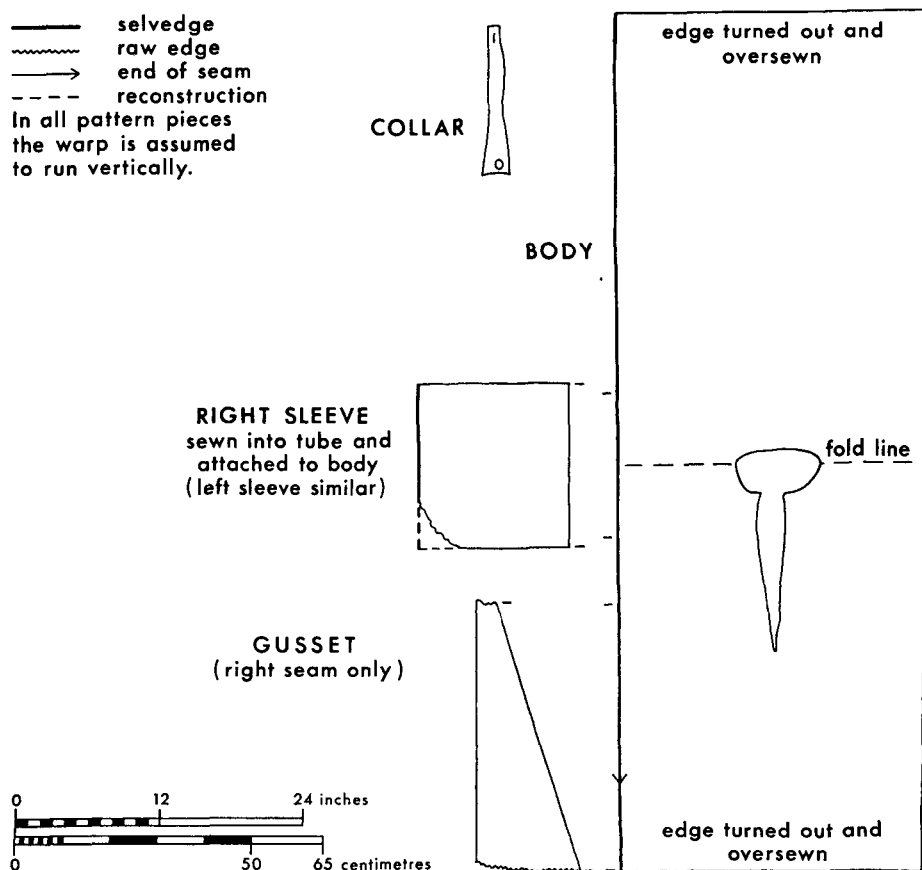 selvedge
raw edge
end of seam
reconstruction
In all pattern pieces
the warp is assumed
to run vertically.
COLLAR
edge turned out and
oversewn
BODY
RIGHT SLEEVE
sewn into tube and
attached to body
(left sleeve similar)
fold line
GUSSET
(right seam only)
0 12 24 inches
0 50 65 centimetres
edge turned out and
oversewn